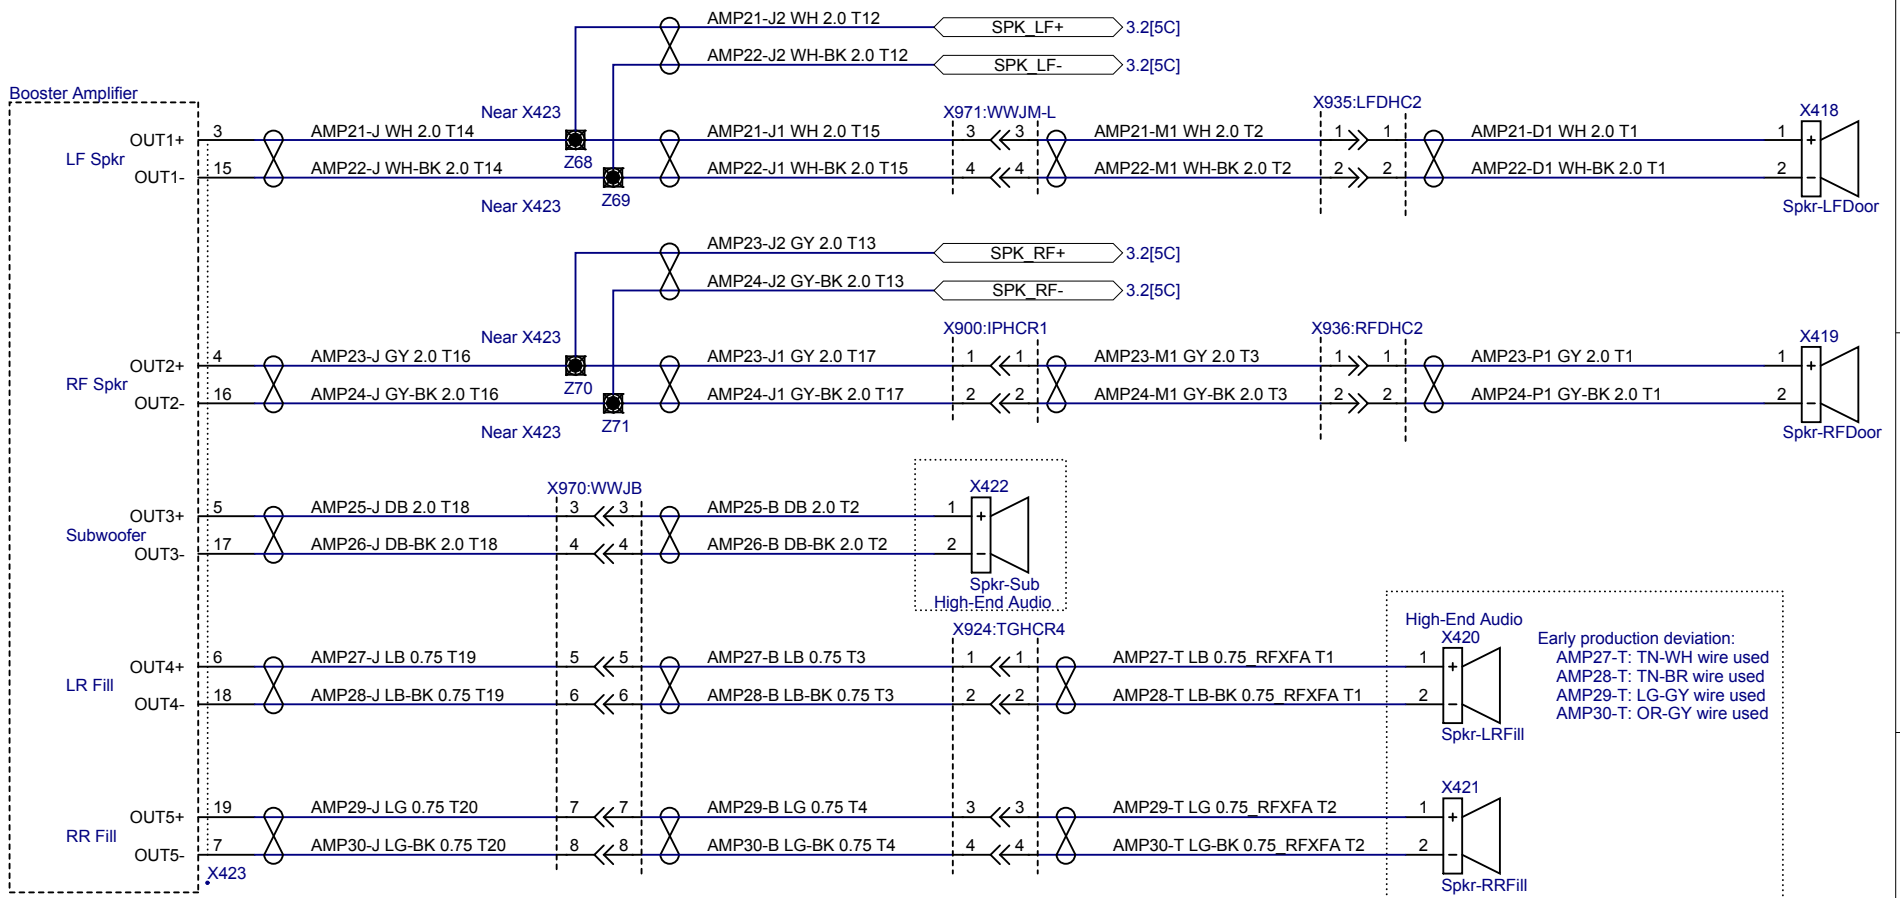 AMP21-J2 WH 2.0 T12
SPK_LF+
3.2[5C]
AMP22-J2 WH-BK 2.0 T12
SPK_LF-
3.2[5C]
Booster Amplifier
Near X423
X971:WWJM-L
X935:LFDHC2
X418
LF Spkr
OUT1+
3
AMP21-J WH 2.0 T14
Z68
AMP21-J1 WH 2.0 T15
3
3
AMP21-M1 WH 2.0 T2
1
1
AMP21-D1 WH 2.0 T1
1
+
OUT1-
15
AMP22-J WH-BK 2.0 T14
Z69
AMP22-J1 WH-BK 2.0 T15
4
4
AMP22-M1 WH-BK 2.0 T2
2
2
AMP22-D1 WH-BK 2.0 T1
2
−
Near X423
Spkr-LFDoor
AMP23-J2 GY 2.0 T13
SPK_RF+
3.2[5C]
AMP24-J2 GY-BK 2.0 T13
SPK_RF-
3.2[5C]
Near X423
X900:IPHCR1
X936:RFDHC2
X419
RF Spkr
OUT2+
4
AMP23-J GY 2.0 T16
Z70
AMP23-J1 GY 2.0 T17
1
1
AMP23-M1 GY 2.0 T3
1
1
AMP23-P1 GY 2.0 T1
1
+
OUT2-
16
AMP24-J GY-BK 2.0 T16
Z71
AMP24-J1 GY-BK 2.0 T17
2
2
AMP24-M1 GY-BK 2.0 T3
2
2
AMP24-P1 GY-BK 2.0 T1
2
−
Near X423
Spkr-RFDoor
X970:WWJB
X422
Subwoofer
OUT3+
5
AMP25-J DB 2.0 T18
3
3
AMP25-B DB 2.0 T2
1
+
OUT3-
17
AMP26-J DB-BK 2.0 T18
4
4
AMP26-B DB-BK 2.0 T2
2
−
Spkr-Sub
High-End Audio
X924:TGHCR4
High-End Audio
X420
LR Fill
OUT4+
6
AMP27-J LB 0.75 T19
5
5
AMP27-B LB 0.75 T3
1
1
AMP27-T LB 0.75_RFXFA T1
1
+
OUT4-
18
AMP28-J LB-BK 0.75 T19
6
6
AMP28-B LB-BK 0.75 T3
2
2
AMP28-T LB-BK 0.75_RFXFA T1
2
−
Spkr-LRFill
Early production deviation:
AMP27-T: TN-WH wire used
AMP28-T: TN-BR wire used
AMP29-T: LG-GY wire used
AMP30-T: OR-GY wire used
X421
RR Fill
OUT5+
19
AMP29-J LG 0.75 T20
7
7
AMP29-B LG 0.75 T4
3
3
AMP29-T LG 0.75_RFXFA T2
1
+
OUT5-
7
AMP30-J LG-BK 0.75 T20
8
8
AMP30-B LG-BK 0.75 T4
4
4
AMP30-T LG-BK 0.75_RFXFA T2
2
−
X423
Spkr-RRFill